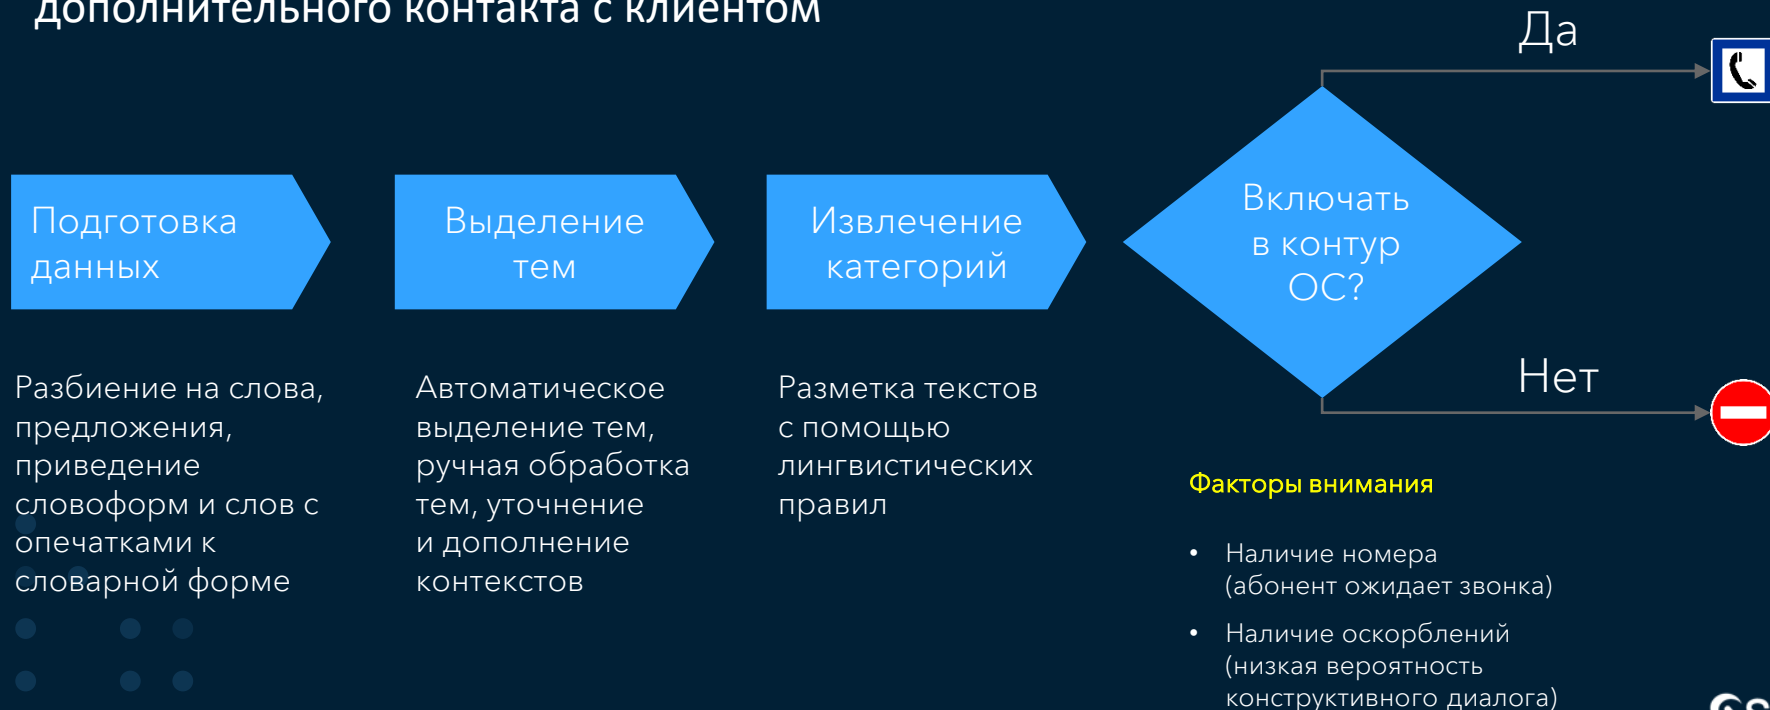 дополнительного контакта с клиентом
Да
Подготовка
данных
Выделение
тем
Извлечение
категорий
Включать
в контур
ОС?
Нет
Разбиение на слова,
предложения,
приведение
словоформ и слов с
опечатками к
словарной форме
Автоматическое
выделение тем,
ручная обработка
тем, уточнение
и дополнение
контекстов
Разметка текстов
с помощью
лингвистических
правил
Факторы внимания
• Наличие номера
(абонент ожидает звонка)
• Наличие оскорблений
(низкая вероятность
конструктивного диалога)